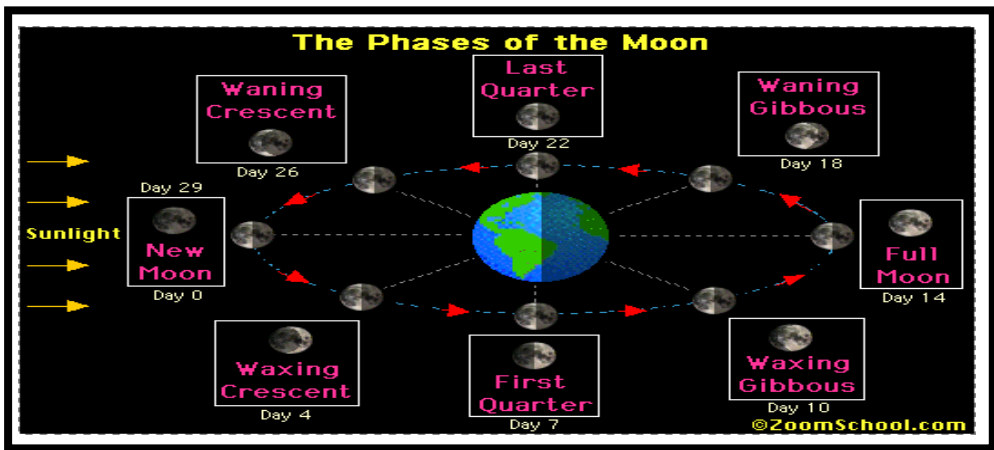 The Phases of the Moon
Waning
Crescent
Day 26
Last
Quarter
Day 22
Waning
Gibbous
Day 18
Day 29
New
Moon
Day 0
Sunlight
Full
Moon
Day 14
Waxing
Crescent
Day 4
First
Quarter
Day 7
Waxing
Gibbous
Day 10
©ZoomSchool.com